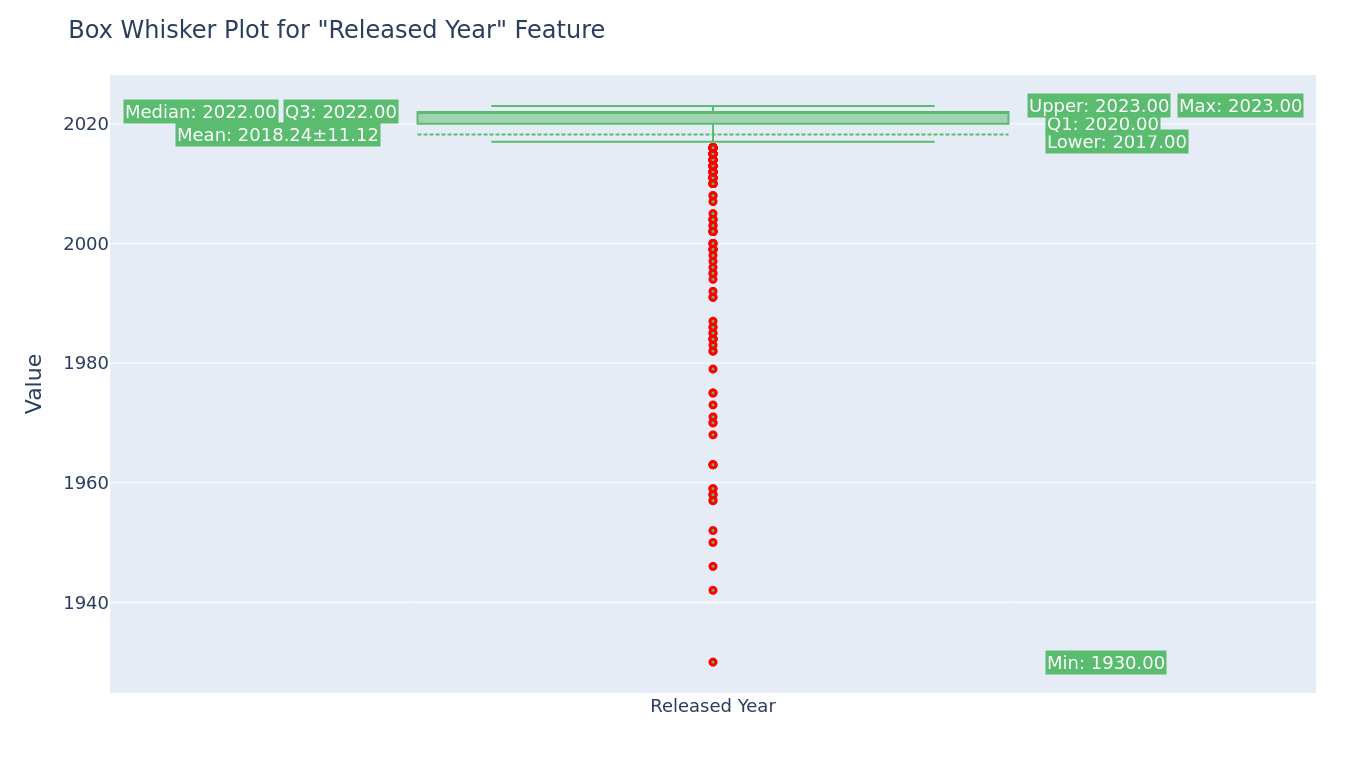 Box Whisker Plot for "Released Year" Feature
Median: 2022.00 Q3: 2022.00
Mean: 2018.24±11.12
Upper: 2023.00 Max: 2023.00
Q1: 2020.00
Lower: 2017.00
Min: 1930.00
2020
2000
1980
1960
1940
Value
Released Year